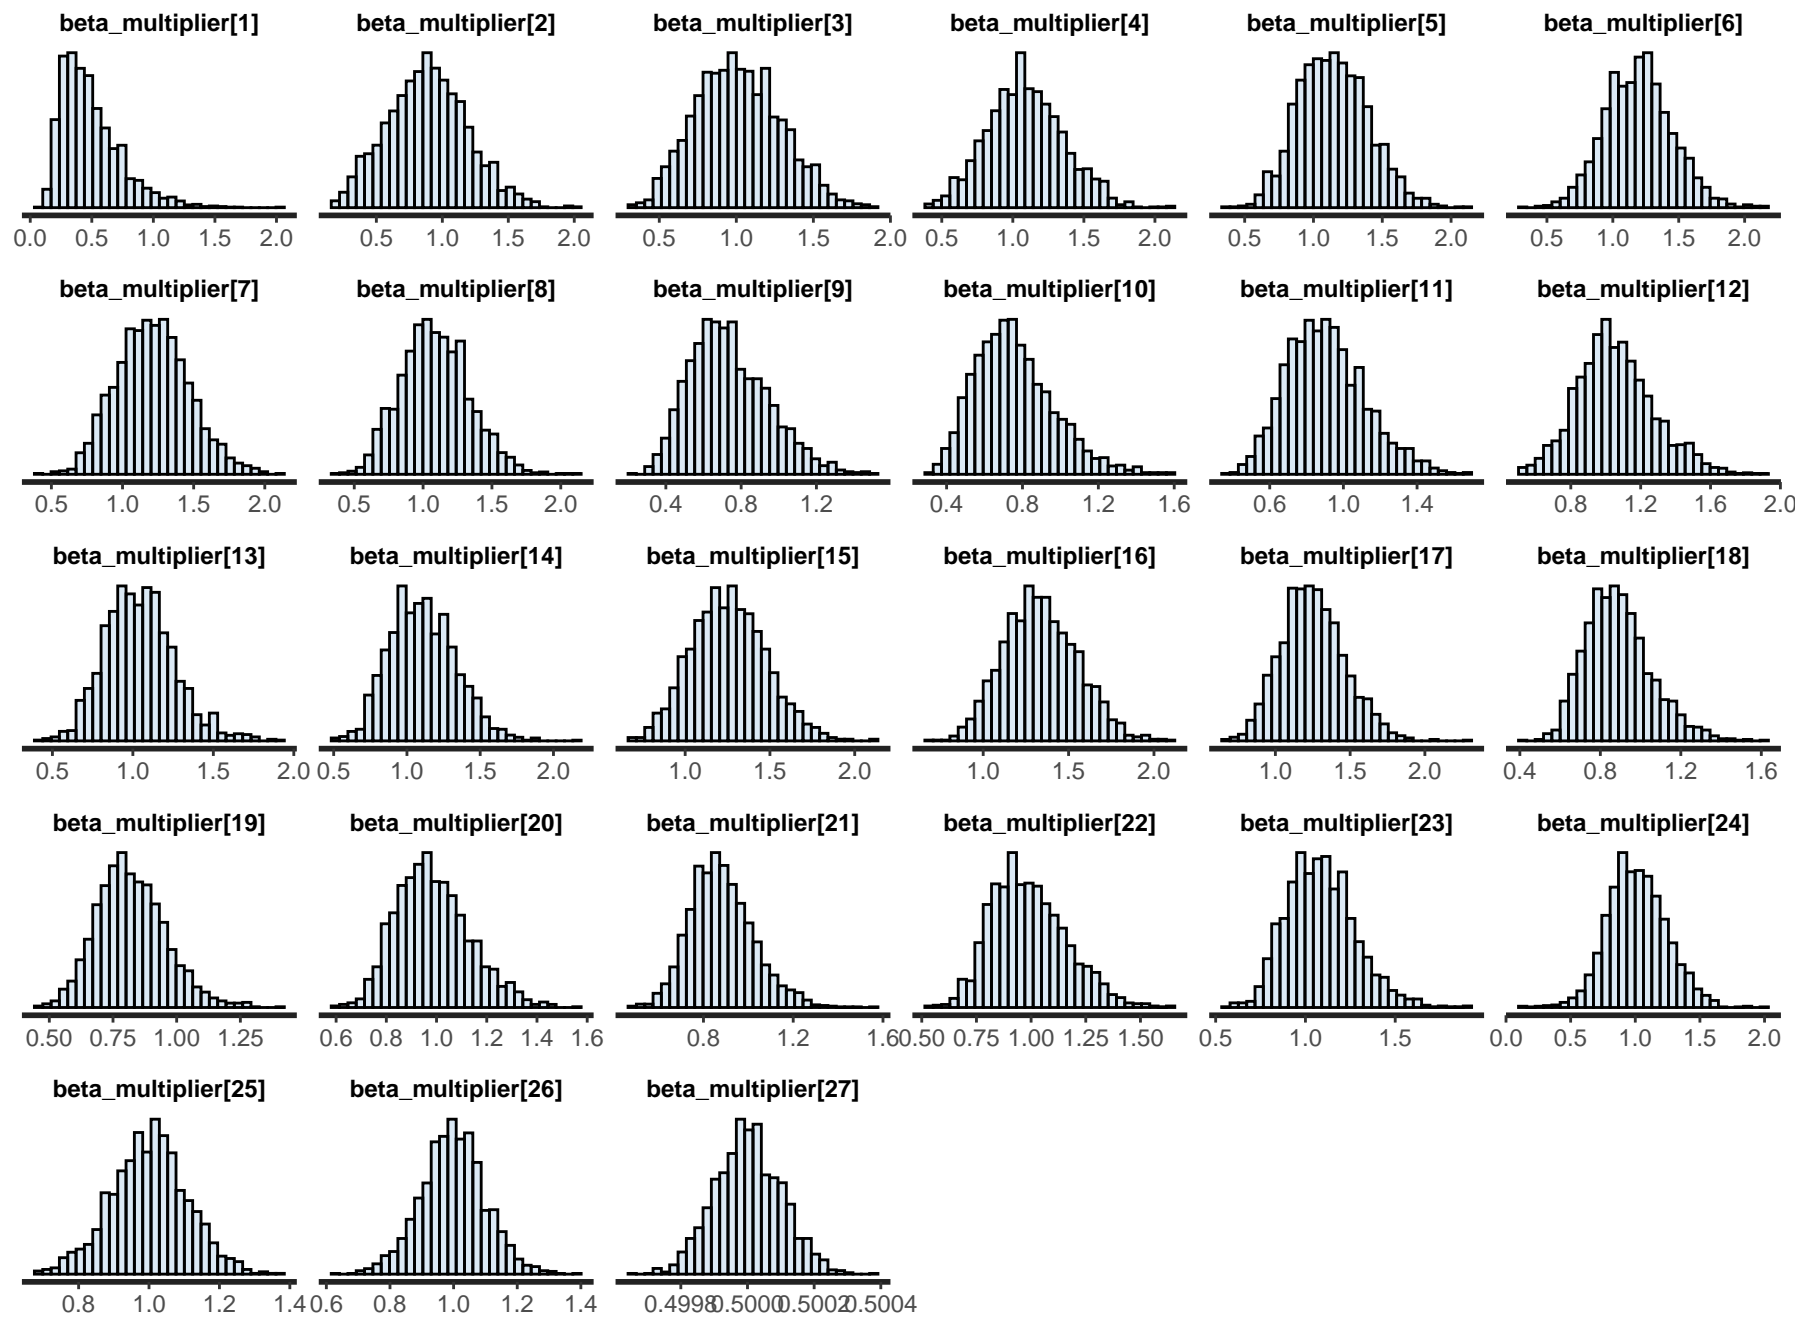 beta_multiplier[1] beta_multiplier[2] beta_multiplier[3] beta_multiplier[4] beta_multiplier[5] beta_multiplier[6]
0.0 0.5 1.0 1.5 2.0 0.5 1.0 1.5 2.0 0.5 1.0 1.5 2.0 0.5 1.0 1.5 2.0 0.5 1.0 1.5 2.0 0.5 1.0 1.5 2.0
beta_multiplier[7] beta_multiplier[8] beta_multiplier[9] beta_multiplier[10] beta_multiplier[11] beta_multiplier[12]
0.5 1.0 1.5 2.0 0.5 1.0 1.5 2.0 0.4 0.8 1.2 0.4 0.8 1.2 1.6 0.6 1.0 1.4 0.8 1.2 1.6 2.0
beta_multiplier[13] beta_multiplier[14] beta_multiplier[15] beta_multiplier[16] beta_multiplier[17] beta_multiplier[18]
0.5 1.0 1.5 2.0 0.5 1.0 1.5 2.0 1.0 1.5 2.0 1.0 1.5 2.0 1.0 1.5 2.0 0.4 0.8 1.2 1.6
beta_multiplier[19] beta_multiplier[20] beta_multiplier[21] beta_multiplier[22] beta_multiplier[23] beta_multiplier[24]
0.50 0.75 1.00 1.25 0.6 0.8 1.0 1.2 1.4 1.6 0.8 1.2 1.6 0.50 0.75 1.00 1.25 1.50 0.5 1.0 1.5 0.0 0.5 1.0 1.5 2.0
beta_multiplier[25] beta_multiplier[26] beta_multiplier[27]
0.8 1.0 1.2 1.4 0.6 0.8 1.0 1.2 1.4 0.4998 0.5000 0.5002 0.5004